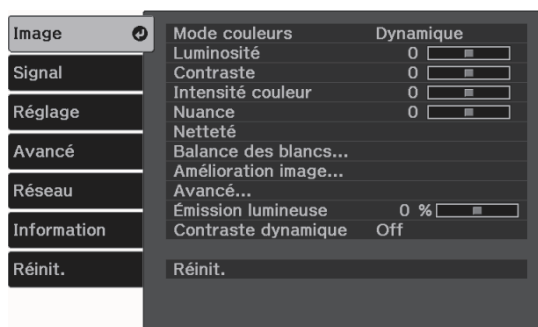 Image
Signal
Réglage
Avancé
Réseau
Information
Réinit.
Mode couleurs Dynamique
Luminosité 0
Contraste 0
Intensité couleur 0
Nuance 0
Netteté
Balance des blancs...
Amélioration image...
Avancé...
Émission lumineuse 0 %
Contraste dynamique Off
Réinit.